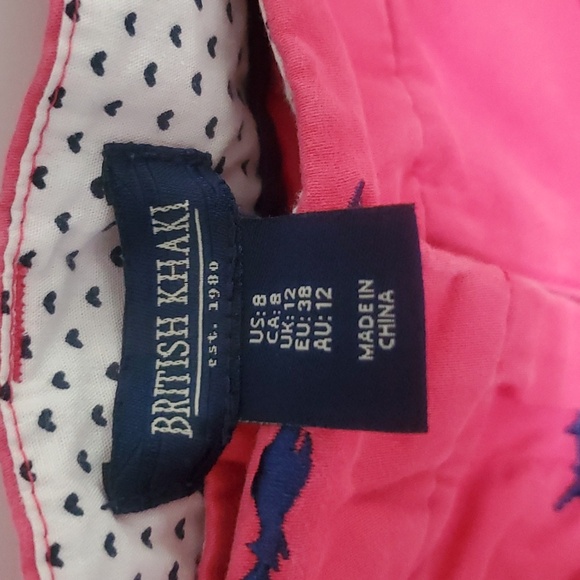 BRITISH KHAKI
est. 1980
US: 8
CA: 8
UK: 12
EU: 38
AU: 12
MADE IN
CHINA